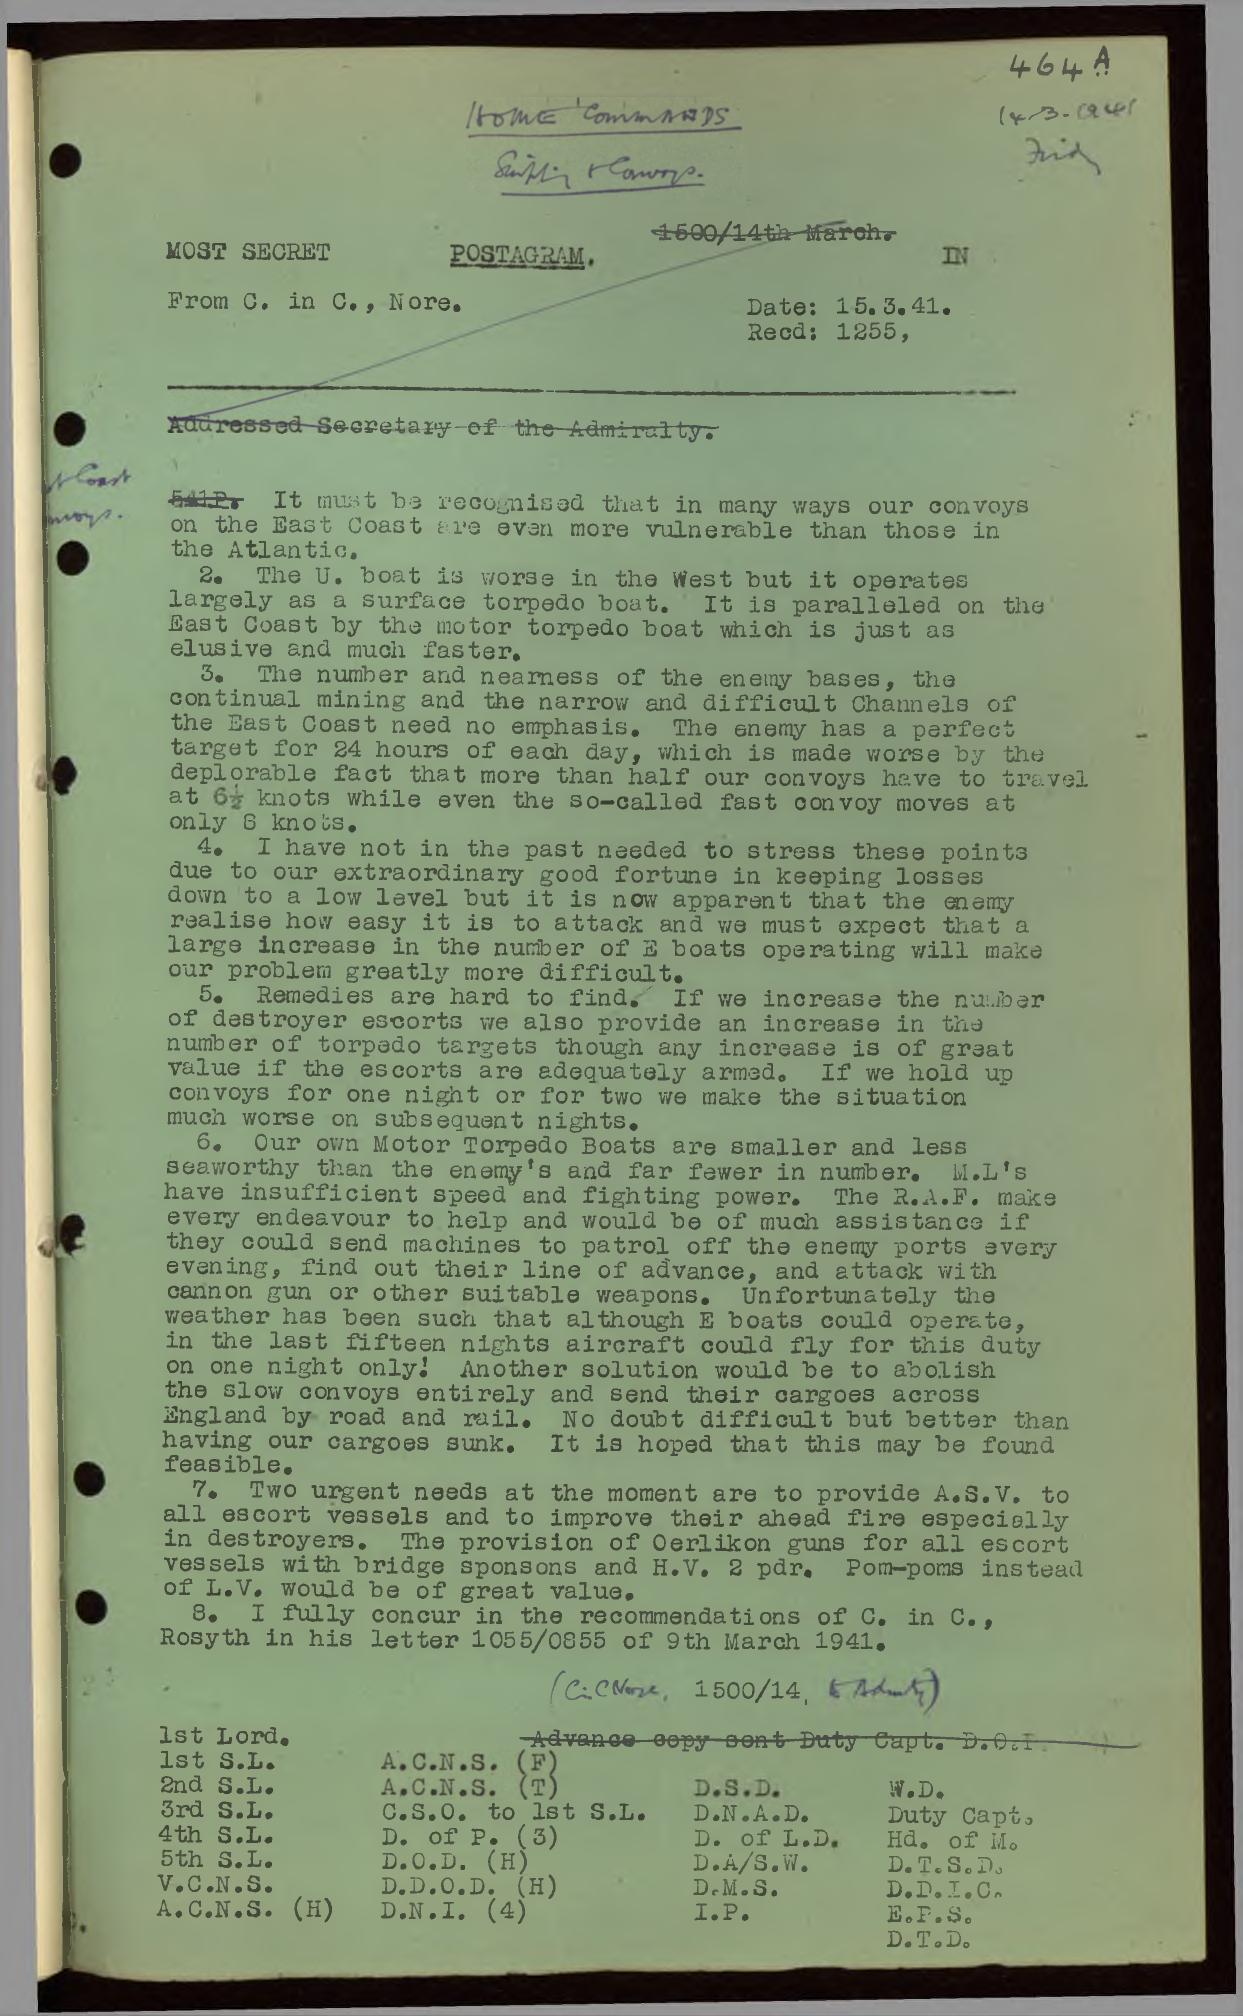 464A
HOME COMMANDS
14-3-1941
Friday
Shipping & Convoys.
1500/14th March.
MOST SECRET POSTAGRAM. IN
From C. in C., Nore.
Date: 15.3.41.
Recd: 1255,
Addressed Secretary of the Admiralty.
t Coast
nvoys.
541P. It must be recognised that in many ways our convoys
on the East Coast are even more vulnerable than those in
the Atlantic.
2. The U. boat is worse in the West but it operates
largely as a surface torpedo boat. It is paralleled on the
East Coast by the motor torpedo boat which is just as
elusive and much faster.
3. The number and nearness of the enemy bases, the
continual mining and the narrow and difficult Channels of
the East Coast need no emphasis. The enemy has a perfect
target for 24 hours of each day, which is made worse by the
deplorable fact that more than half our convoys have to travel
at 6½ knots while even the so-called fast convoy moves at
only 8 knots.
4. I have not in the past needed to stress these points
due to our extraordinary good fortune in keeping losses
down to a low level but it is now apparent that the enemy
realise how easy it is to attack and we must expect that a
large increase in the number of E boats operating will make
our problem greatly more difficult.
5. Remedies are hard to find. If we increase the number
of destroyer escorts we also provide an increase in the
number of torpedo targets though any increase is of great
value if the escorts are adequately armed. If we hold up
convoys for one night or for two we make the situation
much worse on subsequent nights.
6. Our own Motor Torpedo Boats are smaller and less
seaworthy than the enemy's and far fewer in number. M.L's
have insufficient speed and fighting power. The R.A.F. make
every endeavour to help and would be of much assistance if
they could send machines to patrol off the enemy ports every
evening, find out their line of advance, and attack with
cannon gun or other suitable weapons. Unfortunately the
weather has been such that although E boats could operate,
in the last fifteen nights aircraft could fly for this duty
on one night only! Another solution would be to abolish
the slow convoys entirely and send their cargoes across
England by road and rail. No doubt difficult but better than
having our cargoes sunk. It is hoped that this may be found
feasible.
7. Two urgent needs at the moment are to provide A.S.V. to
all escort vessels and to improve their ahead fire especially
in destroyers. The provision of Oerlikon guns for all escort
vessels with bridge sponsons and H.V. 2 pdr. Pom-poms instead
of L.V. would be of great value.
8. I fully concur in the recommendations of C. in C.,
Rosyth in his letter 1055/0855 of 9th March 1941.
(C in C Nore, 1500/14, to Admty)
1st Lord. Advance copy sent Duty Capt. D.O.I.
1st S.L. A.C.N.S. (F)
2nd S.L. A.C.N.S. (T) D.S.D. W.D.
3rd S.L. C.S.O. to 1st S.L. D.N.A.D. Duty Capt.
4th S.L. D. of P. (3) D. of L.D. Hd. of M.
5th S.L. D.O.D. (H) D.A/S.W. D.T.S.D.
V.C.N.S. D.D.O.D. (H) D.M.S. D.D.I.C.
A.C.N.S. (H) D.N.I. (4) I.P. E.P.S.
D.T.D.